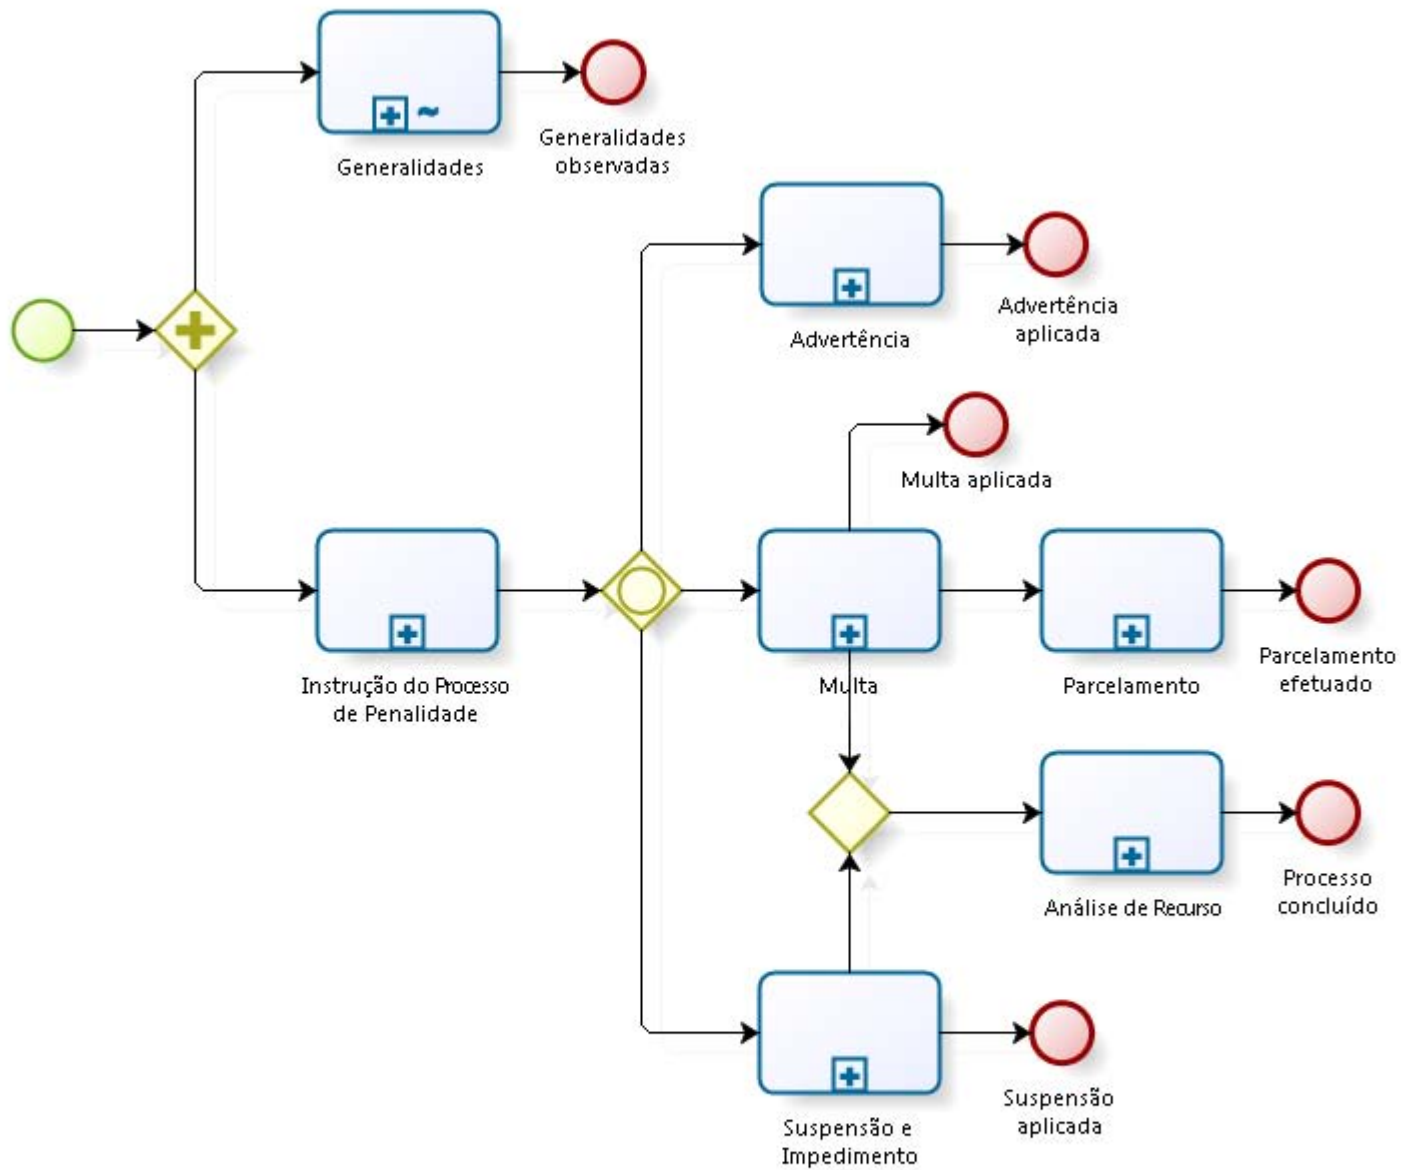 Generalidades
Generalidades
observadas
Advertência
Advertência
aplicada
Multa aplicada
Instrução do Processo
de Penalidade
Multa
Parcelamento
Parcelamento
efetuado
Análise de Recurso
Processo
concluído
Suspensão e
Impedimento
Suspensão
aplicada